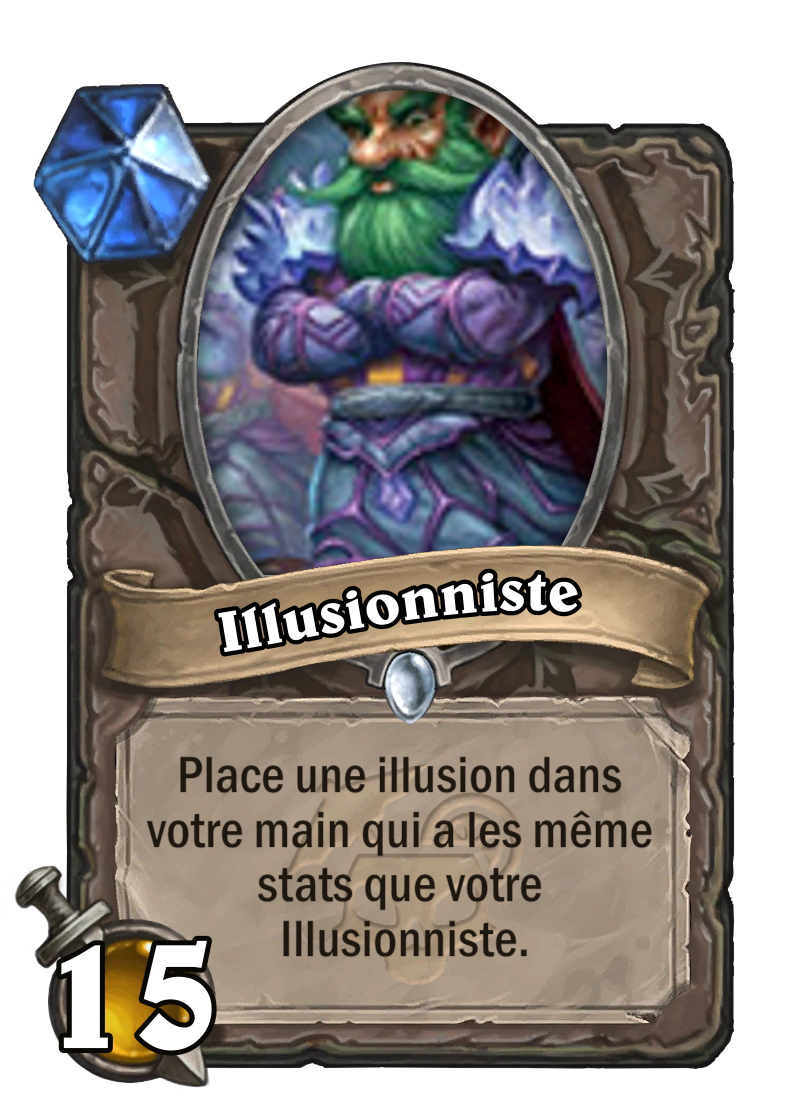 Illusionniste
Place une illusion dans
votre main qui a les même
stats que votre
Illusionniste.
15